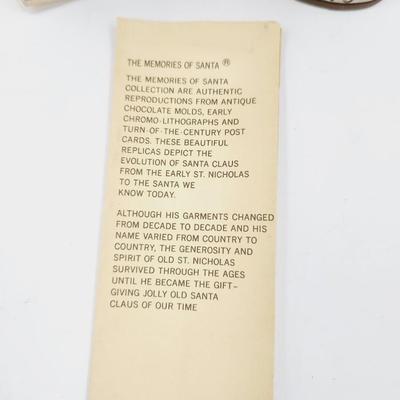 THE MEMORIES OF SANTA ®
THE MEMORIES OF SANTA
COLLECTION ARE AUTHENTIC
REPRODUCTIONS FROM ANTIQUE
CHOCOLATE MOLDS, EARLY
CHROMO-LITHOGRAPHS AND
TURN-OF-THE-CENTURY POST
CARDS. THESE BEAUTIFUL
REPLICAS DEPICT THE
EVOLUTION OF SANTA CLAUS
FROM THE EARLY ST. NICHOLAS
TO THE SANTA WE
KNOW TODAY.
ALTHOUGH HIS GARMENTS CHANGED
FROM DECADE TO DECADE AND HIS
NAME VARIED FROM COUNTRY TO
COUNTRY, THE GENEROSITY AND
SPIRIT OF OLD ST. NICHOLAS
SURVIVED THROUGH THE AGES
UNTIL HE BECAME THE GIFT-
GIVING JOLLY OLD SANTA
CLAUS OF OUR TIME